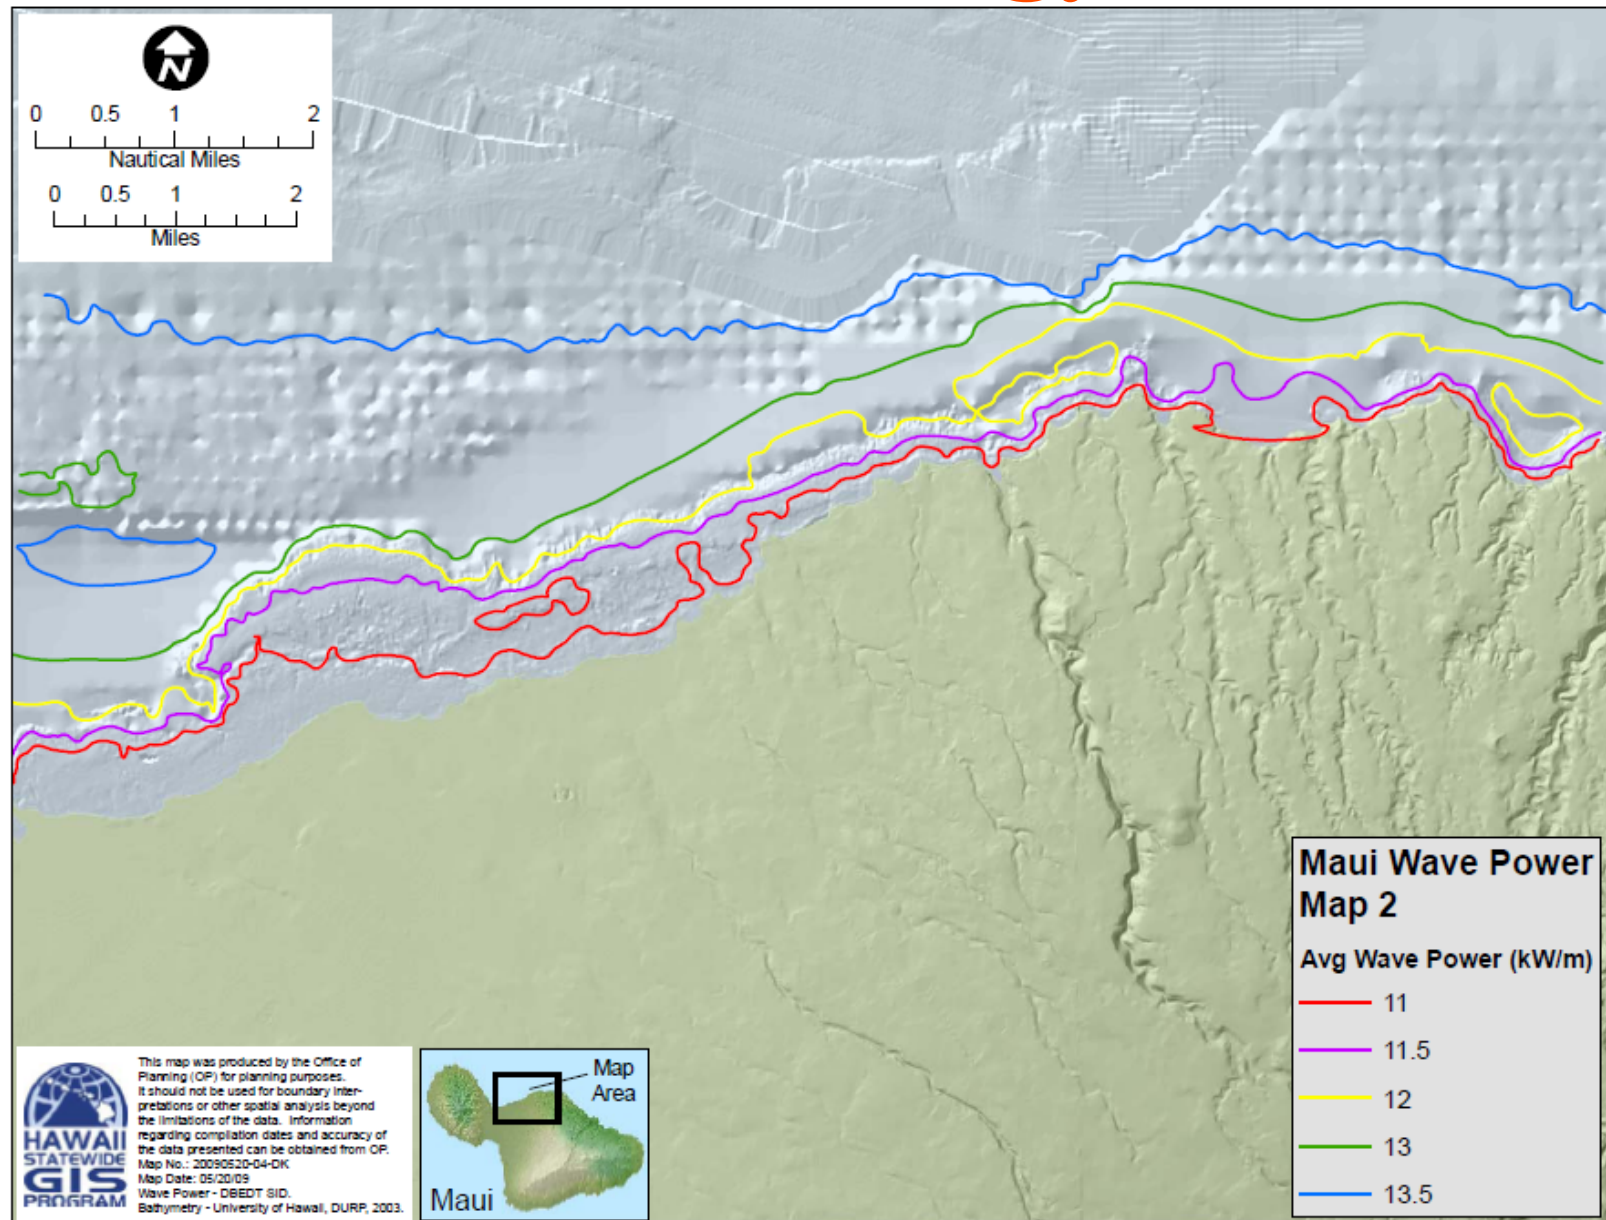 N
0 0.5 1 2
Nautical Miles
0 0.5 1 2
Miles
Maui Wave Power
Map 2
Avg Wave Power (kW/m)
11
11.5
12
13
13.5
HAWAII
STATEWIDE
GIS
PROGRAM
This map was produced by the Office of
Planning (OP) for planning purposes.
It should not be used for boundary inter-
pretations or other spatial analysis beyond
the limitations of the data. Information
regarding compilation dates and accuracy of
the data presented can be obtained from OP.
Map No.: 20090520-04-DK
Map Date: 05/20/09
Wave Power - DBEDT SID.
Bathymetry - University of Hawaii, DURP, 2003.
Map
Area
Maui